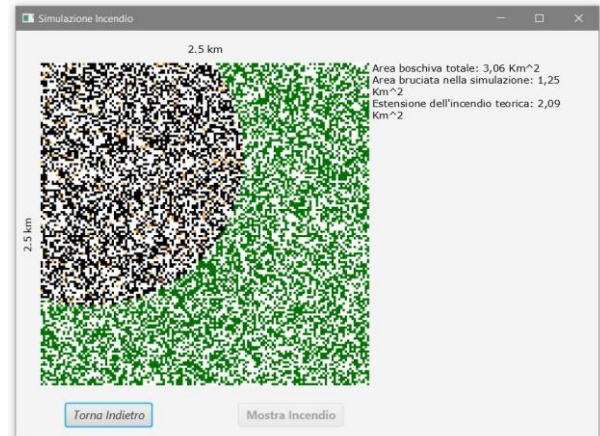 Simulazione Incendio
2.5 km
Area boschiva totale: 3,06 Km^2
Area bruciata nella simulazione: 1,25
Km^2
Estensione dell'incendio teorica: 2,09
Km^2
2.5 km
Torna Indietro
Mostra Incendio